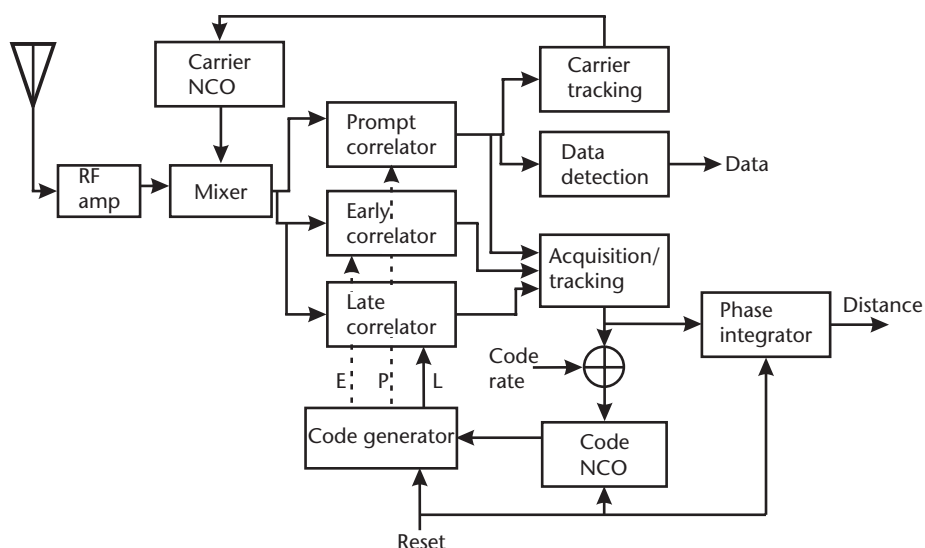 Carrier
NCO
Carrier
tracking
Prompt
correlator
Data
detection
Data
RF
amp
Mixer
Early
correlator
Acquisition/
tracking
Late
correlator
Phase
integrator
Distance
Code
rate
E
P
L
Code generator
Code
NCO
Reset